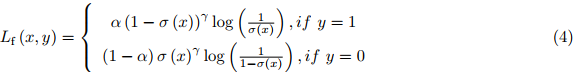 L_f (x, y) = { α (1 − σ (x))^γ log (1/σ(x)), if y = 1
(1 − α) σ (x)^γ log (1/1−σ(x)), if y = 0 (4)